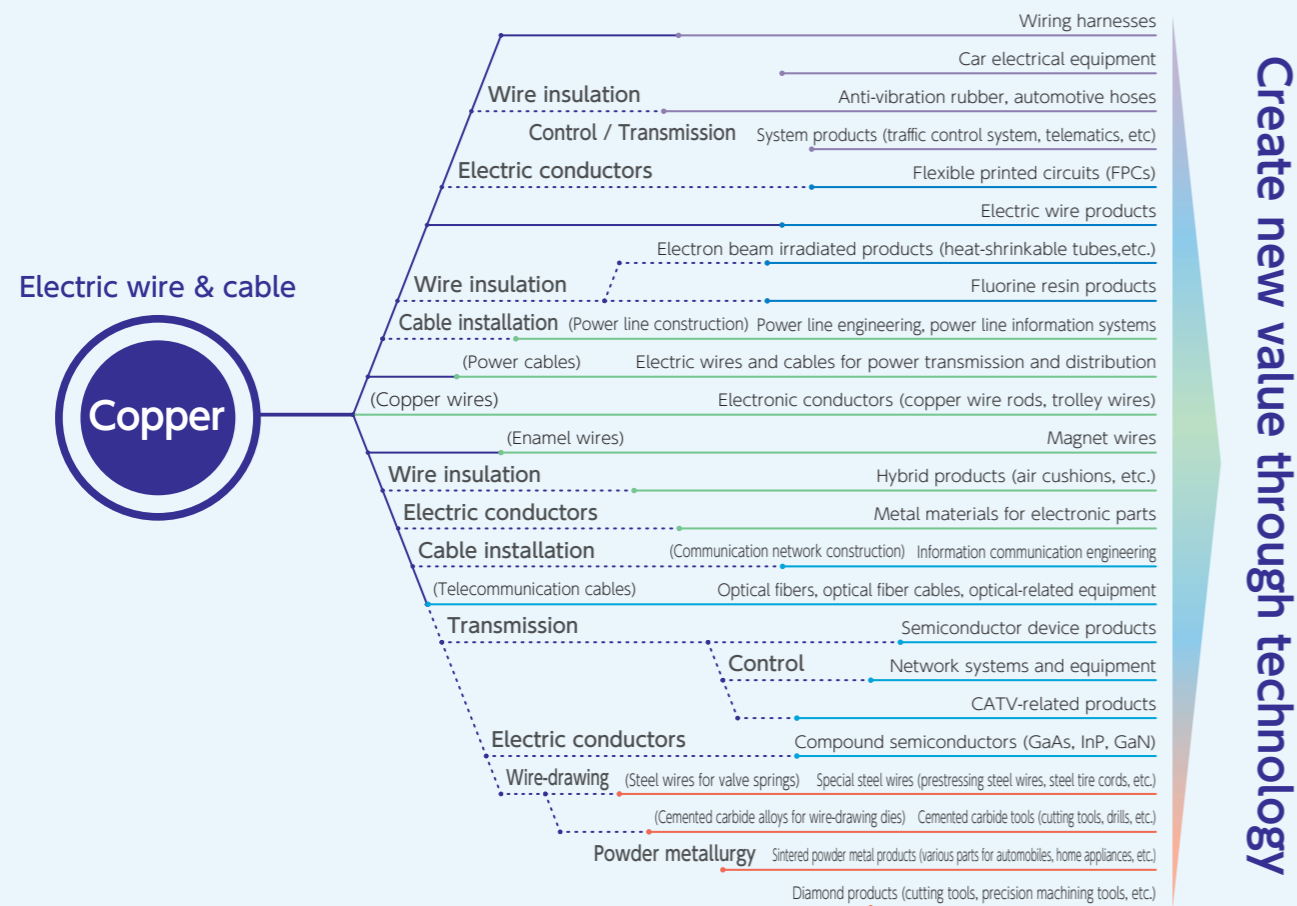 Wiring harnesses
Car electrical equipment
Wire insulation Anti-vibration rubber, automotive hoses
Control / Transmission System products (traffic control system, telematics, etc)
Electric conductors Flexible printed circuits (FPCs)
Electric wire products
Electron beam irradiated products (heat-shrinkable tubes,etc.)
Electric wire & cable
Wire insulation Fluorine resin products
Cable installation (Power line construction) Power line engineering, power line information systems
(Power cables) Electric wires and cables for power transmission and distribution
(Copper wires) Electronic conductors (copper wire rods, trolley wires)
Copper
(Enamel wires) Magnet wires
Wire insulation Hybrid products (air cushions, etc.)
Electric conductors Metal materials for electronic parts
Cable installation (Communication network construction) Information communication engineering
(Telecommunication cables) Optical fibers, optical fiber cables, optical-related equipment
Transmission Semiconductor device products
Control Network systems and equipment
CATV-related products
Electric conductors Compound semiconductors (GaAs, InP, GaN)
Wire-drawing (Steel wires for valve springs) Special steel wires (prestressing steel wires, steel tire cords, etc.)
(Cemented carbide alloys for wire-drawing dies) Cemented carbide tools (cutting tools, drills, etc.)
Powder metallurgy Sintered powder metal products (various parts for automobiles, home appliances, etc.)
Diamond products (cutting tools, precision machining tools, etc.)
Create new value through technology